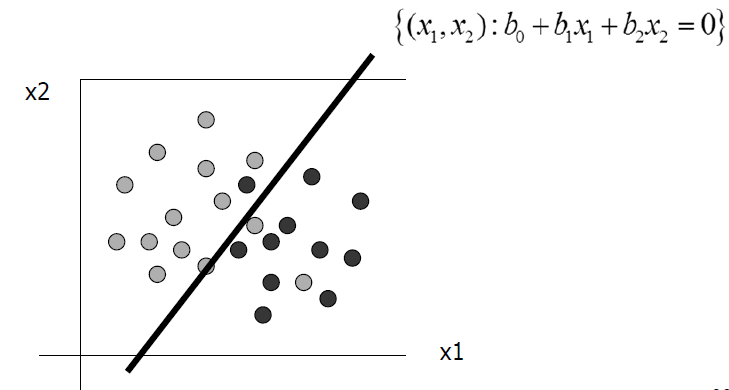 {(x₁, x₂) : b₀ + b₁x₁ + b₂x₂ = 0}
x2
x1